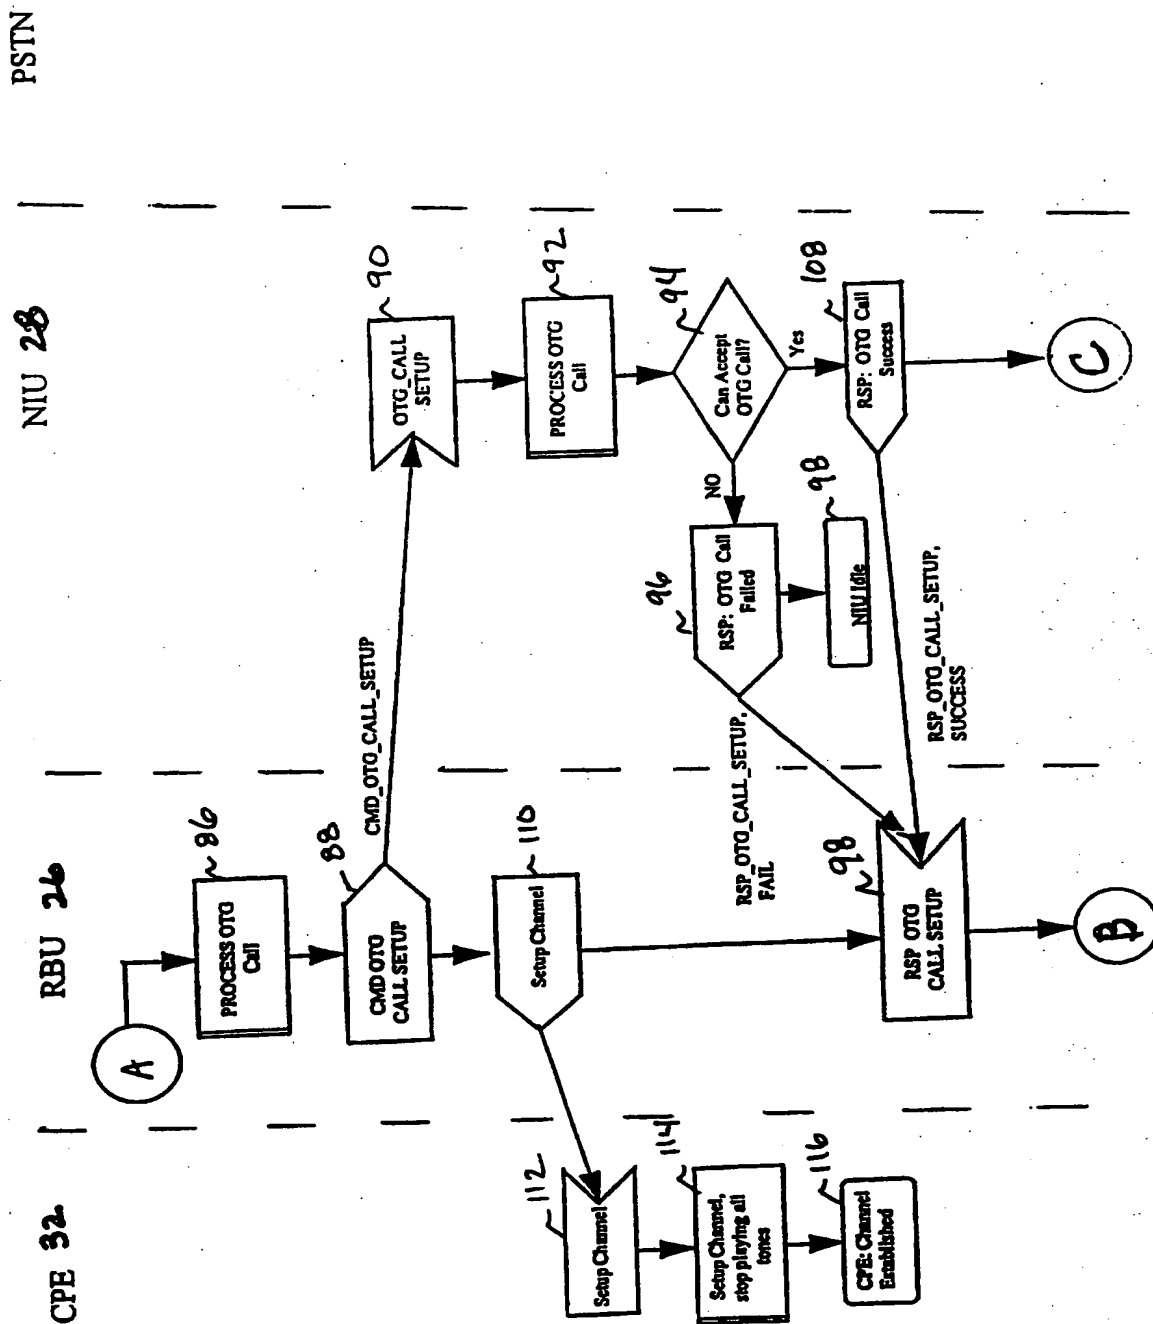 CPE 32
RBU 26
NIU 28
PSTN
A
PROCESS OTG
Call
86
CMD OTG
CALL SETUP
88
CMD_OTG_CALL_SETUP
OTG_CALL
SETUP
90
PROCESS OTG
Call
92
Can Accept
OTG Call?
94
NO
Yes
RSP: OTG Call
Failed
96
NIU Idle
98
RSP: OTG Call
Success
108
C
Setup Channel
110
Setup Channel
112
Setup Channel,
stop playing all
tones
114
CPE: Channel
Established
116
RSP_OTG_CALL_SETUP,
FAIL
RSP_OTG_CALL_SETUP,
SUCCESS
RSP OTG
CALL SETUP
98
B